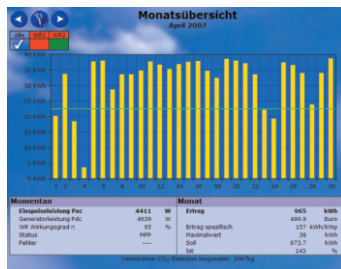 Monatsübersicht
April 2007
Alle WR1 WR2
40 kWh
35 kWh
30 kWh
25 kWh
20 kWh
15 kWh
10 kWh
5 kWh
0 kWh
1 2 4 6 8 10 12 14 16 18 20 22 24 26 28 30
Momentan
Einspeiseleistung Pac 4411 W
Generatorleistung Pdc 4639 W
WR Wirkungsgrad η 95 %
Status MPP
Fehler ----
Monat
Ertrag 965 kWh
499.9 Euro
Ertrag spezifisch 157 kWh/kWp
Maximalwert 38 kWh
Soll 673.7 kWh
Ist 143 %
Vermiedene CO₂-Emission insgesamt: